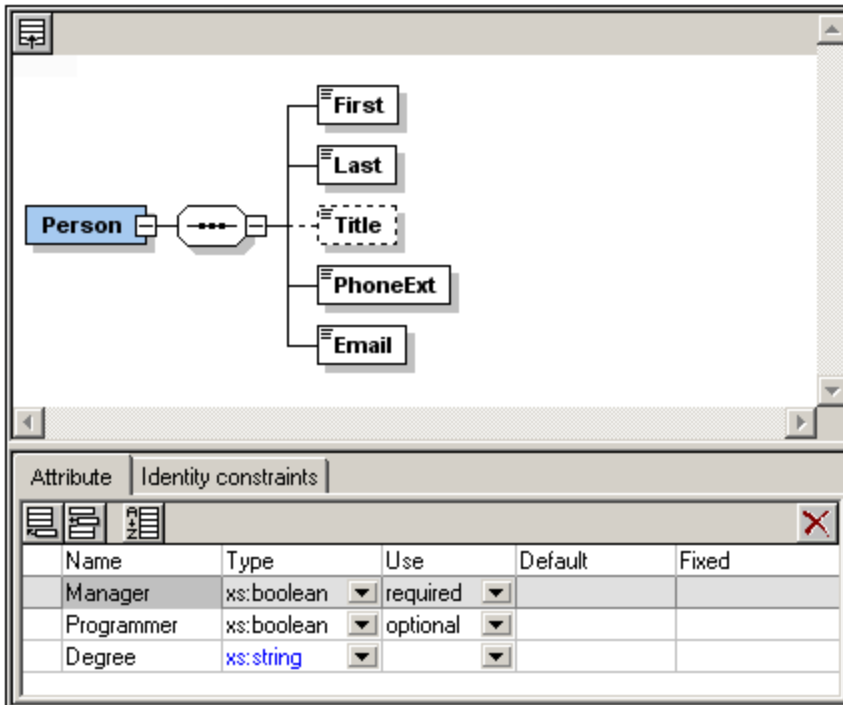 First
Last
Person
Title
PhoneExt
Email
Attribute Identity constraints
Name Type Use Default Fixed
Manager xs:boolean required
Programmer xs:boolean optional
Degree xs:string